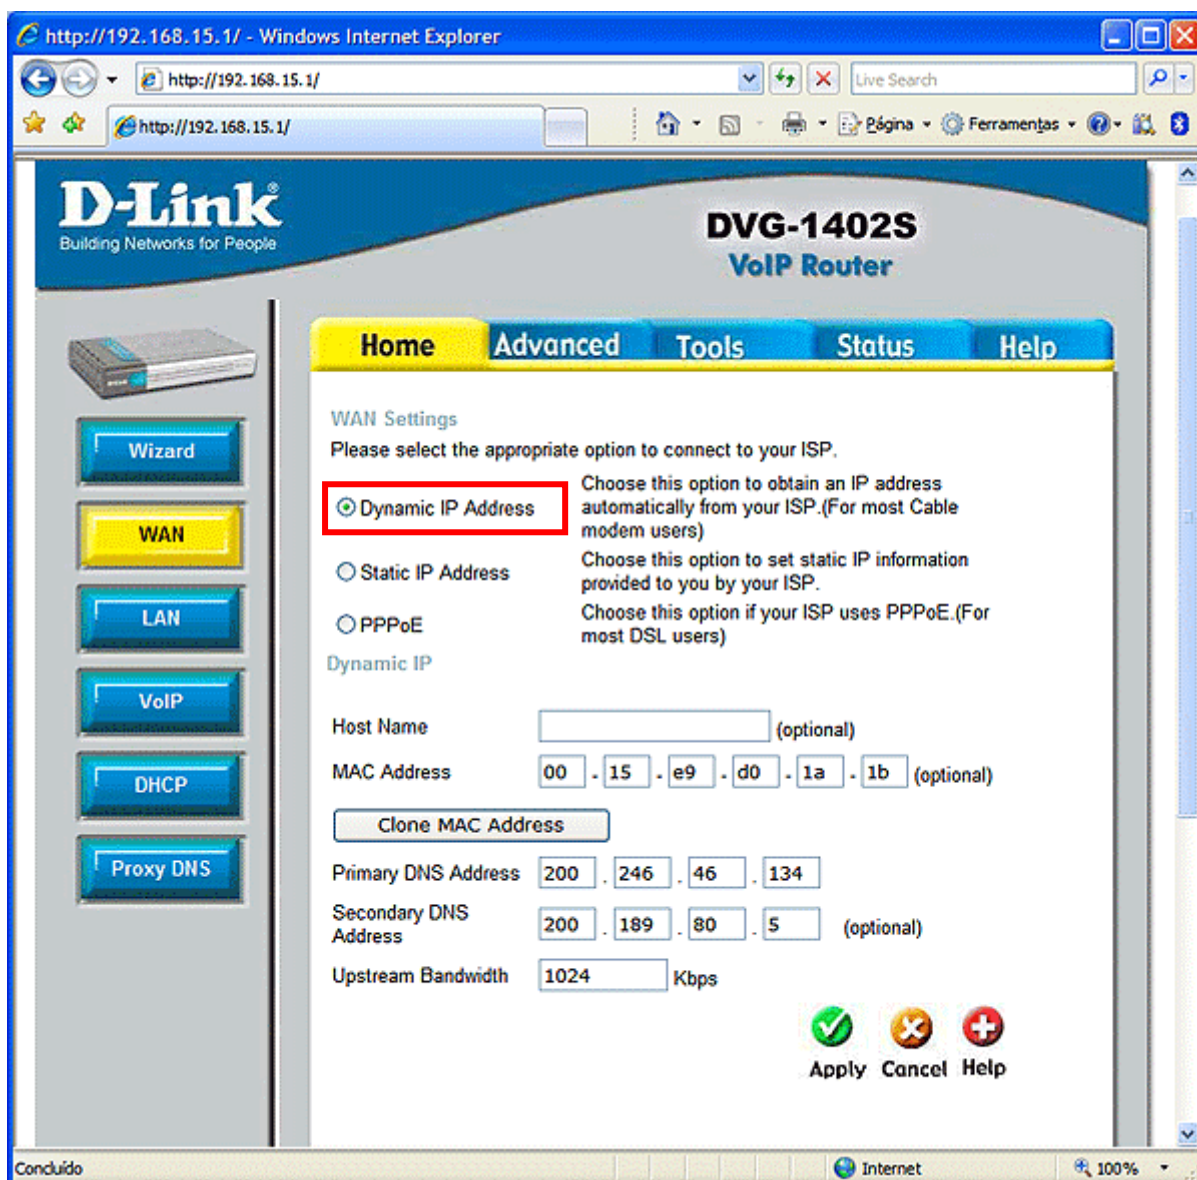 http://192.168.15.1/ - Windows Internet Explorer
http://192.168.15.1/
Live Search
http://192.168.15.1/
Página
Ferramentas
D-Link®
Building Networks for People
DVG-1402S
VoIP Router
Home Advanced Tools Status Help
Wizard
WAN
LAN
VoIP
DHCP
Proxy DNS
WAN Settings
Please select the appropriate option to connect to your ISP.
Dynamic IP Address
Choose this option to obtain an IP address
automatically from your ISP.(For most Cable
modem users)
Static IP Address
Choose this option to set static IP information
provided to you by your ISP.
PPPoE
Choose this option if your ISP uses PPPoE.(For
most DSL users)
Dynamic IP
Host Name (optional)
MAC Address 00 - 15 - e9 - d0 - 1a - 1b (optional)
Clone MAC Address
Primary DNS Address 200 . 246 . 46 . 134
Secondary DNS
Address
200 . 189 . 80 . 5 (optional)
Upstream Bandwidth 1024 Kbps
Apply Cancel Help
Concluído
Internet
100%